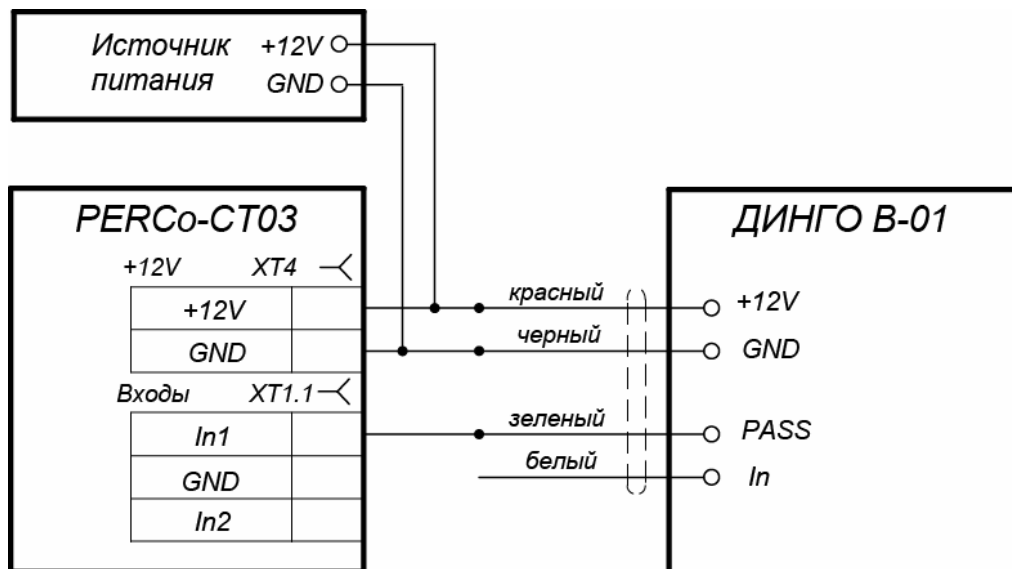 Источник +12V
питания GND
PERCo-CT03
+12V XT4
+12V
GND
Входы XT1.1
In1
GND
In2
красный
черный
зеленый
белый
ДИНГО В-01
+12V
GND
PASS
In